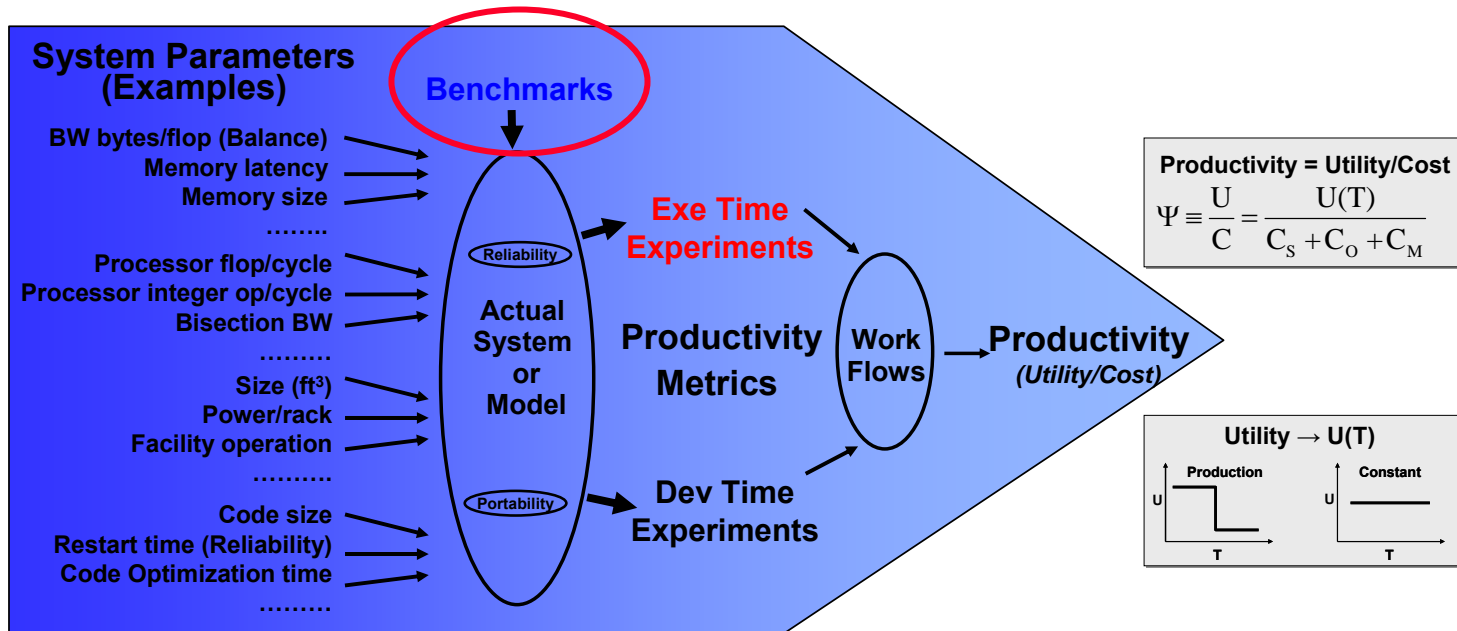 System Parameters
(Examples)
Benchmarks
BW bytes/flop (Balance)
Memory latency
Memory size
……..
Processor flop/cycle
Processor integer op/cycle
Bisection BW
………
Size (ft³)
Power/rack
Facility operation
……….
Code size
Restart time (Reliability)
Code Optimization time
………
Reliability
Actual
System
or
Model
Portability
Exe Time
Experiments
Productivity
Metrics
Dev Time
Experiments
Work
Flows
Productivity
(Utility/Cost)
Productivity = Utility/Cost
Ψ ≡ U/C = U(T)/(C_S + C_O + C_M)
Utility → U(T)
Production
U
T
Constant
U
T